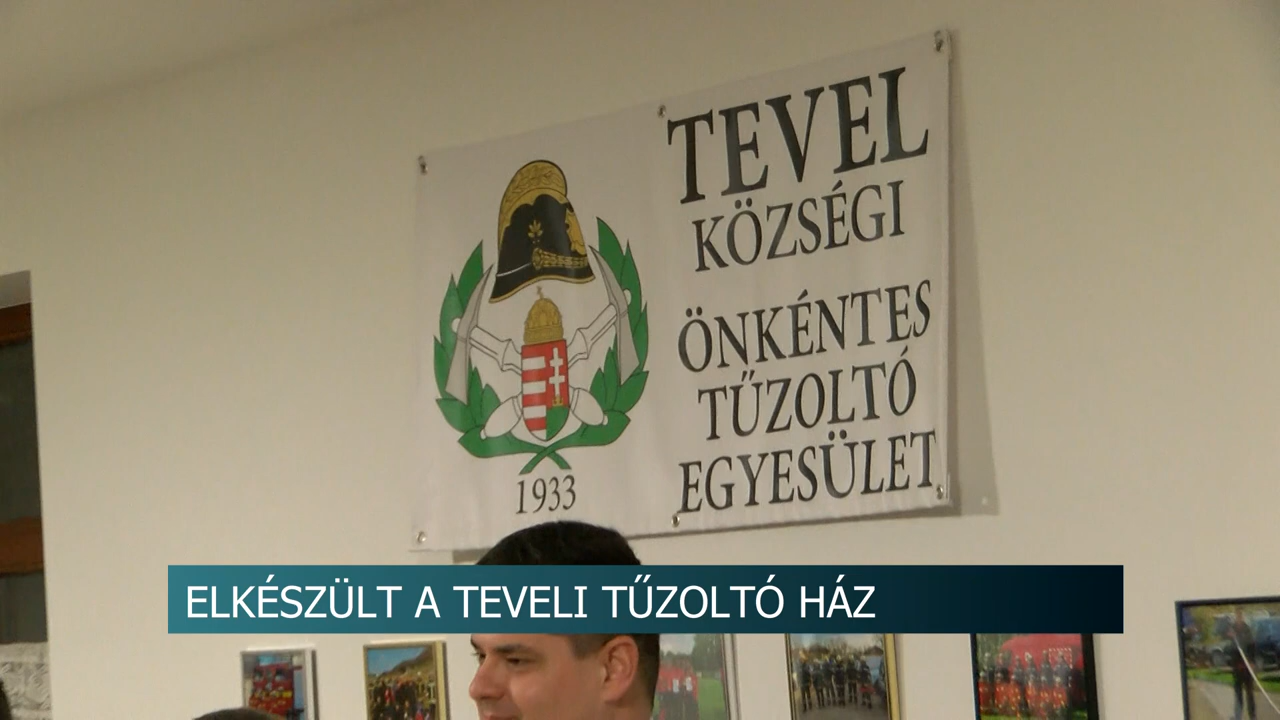 TEVEL
KÖZSÉGI
ÖNKÉNTES
TŰZOLTÓ
EGYESÜLET
1933
ELKÉSZÜLT A TEVELI TŰZOLTÓ HÁZ